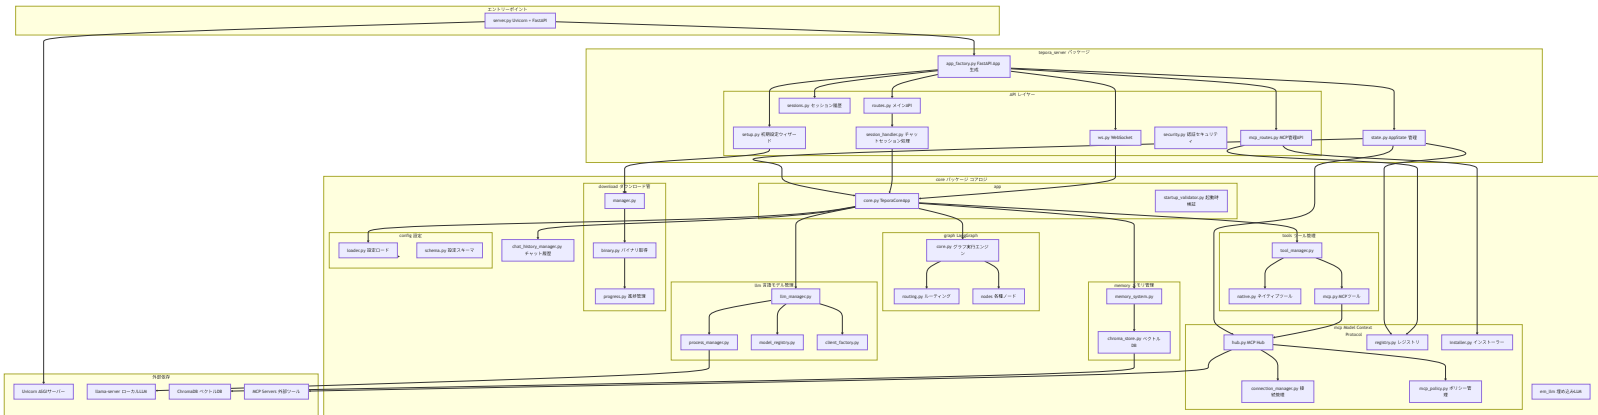 エントリーポイント
server.py Uvicorn + FastAPI
tepora_server パッケージ
app_factory.py FastAPI App
生成
API レイヤー
sessions.py セッション履歴
routes.py メインAPI
setup.py 初期設定ウィザー
ド
session_handler.py チャッ
トセッション処理
ws.py WebSocket
security.py 認証セキュリテ
ィ
mcp_routes.py MCP管理API
state.py AppState 管理
core パッケージ コアロジ
download ダウンロード管
app
manager.py
core.py TeporaCoreApp
startup_validator.py 起動時
検証
config 設定
loader.py 設定ロード
schema.py 設定スキーマ
chat_history_manager.py
チャット履歴
binary.py バイナリ取得
progress.py 進捗管理
graph LangGraph
core.py グラフ実行エンジ
ン
routing.py ルーティング
nodes 各種ノード
tools ツール管理
tool_manager.py
native.py ネイティブツール
mcp.py MCPツール
llm 言語モデル管理
llm_manager.py
process_manager.py
model_registry.py
client_factory.py
memory メモリ管理
memory_system.py
chroma_store.py ベクトル
DB
mcp Model Context
Protocol
hub.py MCP Hub
registry.py レジストリ
installer.py インストーラー
connection_manager.py 接
続管理
mcp_policy.py ポリシー管
理
em_llm 埋め込みLLM
外部依存
Uvicorn ASGIサーバー
llama-server ローカルLLM
ChromaDB ベクトルDB
MCP Servers 外部ツール